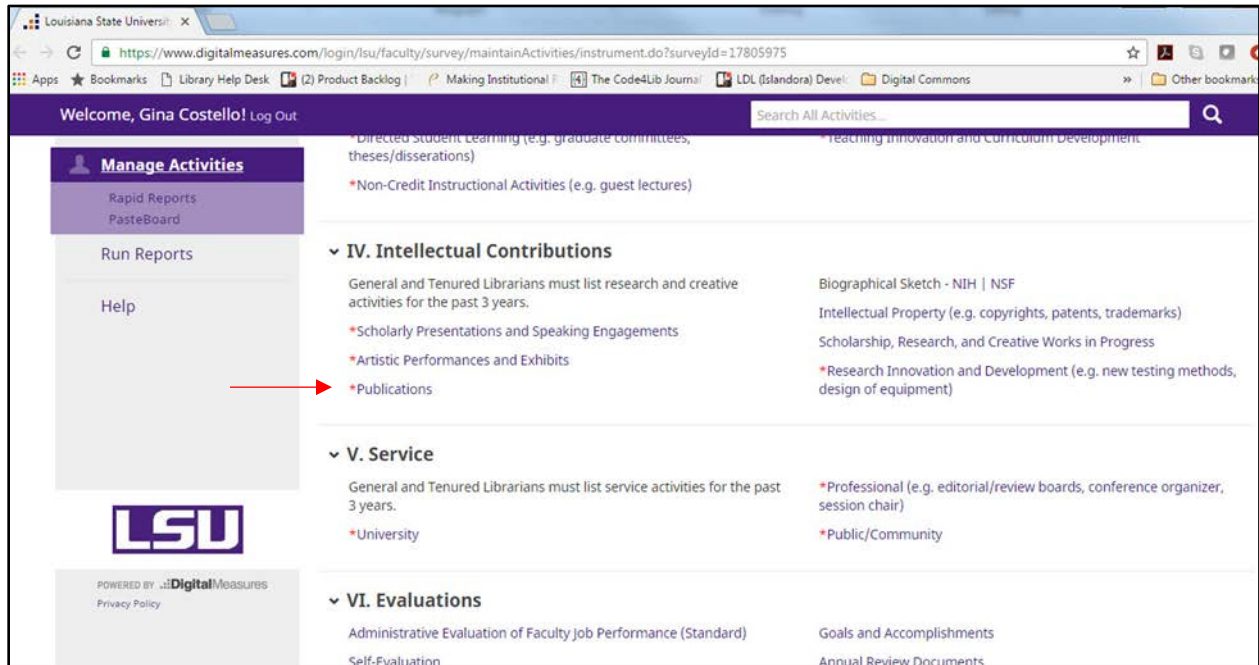 Louisiana State Universit
https://www.digitalmeasures.com/login/lsu/faculty/survey/maintainActivities/instrument.do?surveyId=17805975
Apps Bookmarks Library Help Desk (2) Product Backlog | Making Institutional R The Code4Lib Journal LDL (Islandora) Devel Digital Commons » Other bookmarks
Welcome, Gina Costello! Log Out
Search All Activities...
Manage Activities
Rapid Reports
PasteBoard
Run Reports
Help
LSU
POWERED BY .:DigitalMeasures
Privacy Policy
*Directed Student Learning (e.g. graduate committees,
theses/disserations)
*Non-Credit Instructional Activities (e.g. guest lectures)
*Teaching Innovation and Curriculum Development
IV. Intellectual Contributions
General and Tenured Librarians must list research and creative
activities for the past 3 years.
*Scholarly Presentations and Speaking Engagements
*Artistic Performances and Exhibits
*Publications
Biographical Sketch - NIH | NSF
Intellectual Property (e.g. copyrights, patents, trademarks)
Scholarship, Research, and Creative Works in Progress
*Research Innovation and Development (e.g. new testing methods,
design of equipment)
V. Service
General and Tenured Librarians must list service activities for the past
3 years.
*University
*Professional (e.g. editorial/review boards, conference organizer,
session chair)
*Public/Community
VI. Evaluations
Administrative Evaluation of Faculty Job Performance (Standard)
Self-Evaluation
Goals and Accomplishments
Annual Review Documents